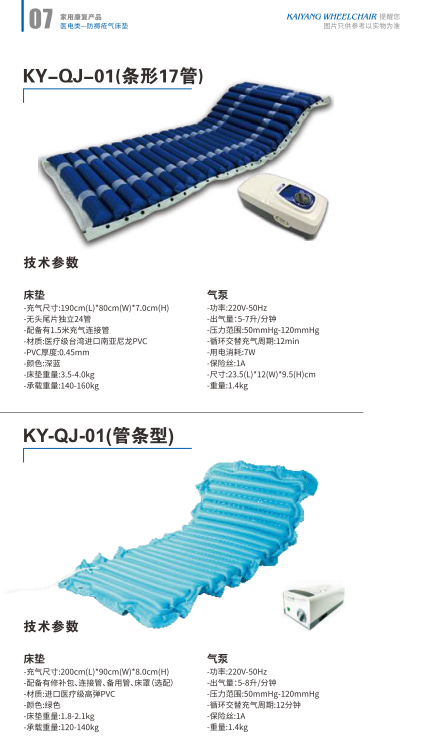 07
家用康复产品
医电类—防褥疮气床垫
KAIYANG WHEELCHAIR 提醒您
图片只供参考以实物为准
KY-QJ-01(条形17管)
技术参数
床垫
-充气尺寸:190cm(L)*80cm(W)*7.0cm(H)
-无头尾片独立24管
-配备有1.5米充气连接管
-材质:医疗级台湾进口南亚尼龙PVC
-PVC厚度:0.45mm
-颜色:深蓝
-床垫重量:3.5-4.0kg
-承载重量:140-160kg
气泵
-功率:220V-50Hz
-出气量:5-7升/分钟
-压力范围:50mmHg-120mmHg
-循环交替充气周期:12min
-用电消耗:7W
-保险丝:1A
-尺寸:23.5(L)*12(W)*9.5(H)cm
-重量:1.4kg
KY-QJ-01(管条型)
技术参数
床垫
-充气尺寸:200cm(L)*90cm(W)*8.0cm(H)
-配备有修补包、连接管、备用管、床罩(选配)
-材质:进口医疗级高弹PVC
-颜色:绿色
-床垫重量:1.8-2.1kg
-承载重量:120-140kg
气泵
-功率:220V-50Hz
-出气量:5-8升/分钟
-压力范围:50mmHg-120mmHg
-循环交替充气周期:12分钟
-保险丝:1A
-重量:1.4kg